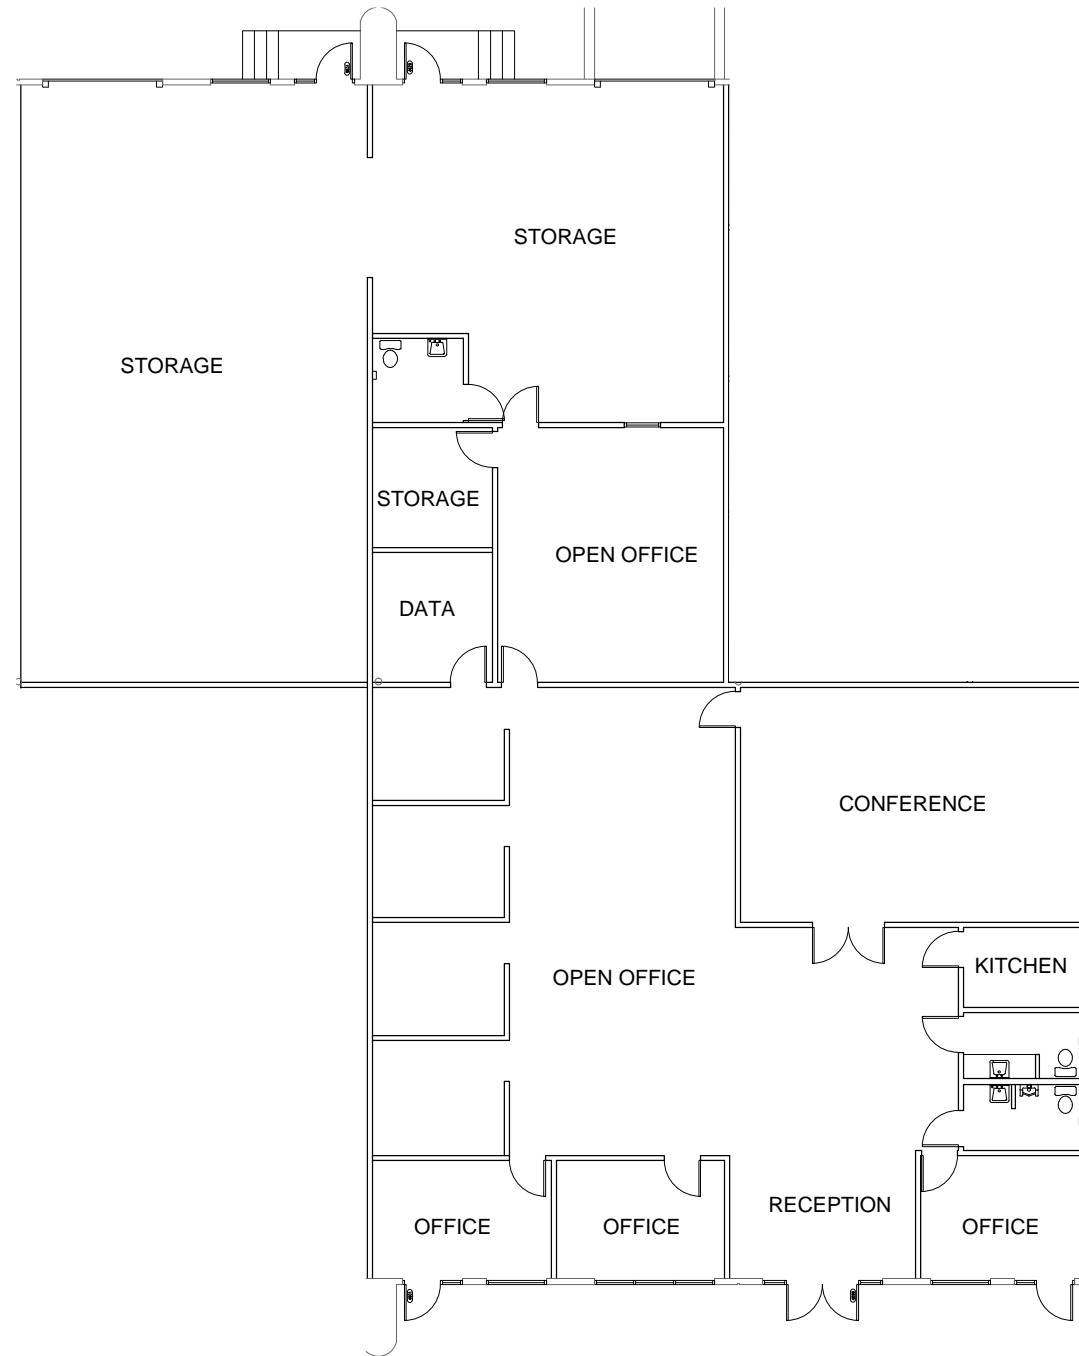 STORAGE
STORAGE
STORAGE
OPEN OFFICE
DATA
CONFERENCE
KITCHEN
OPEN OFFICE
RECEPTION
OFFICE
OFFICE
OFFICE